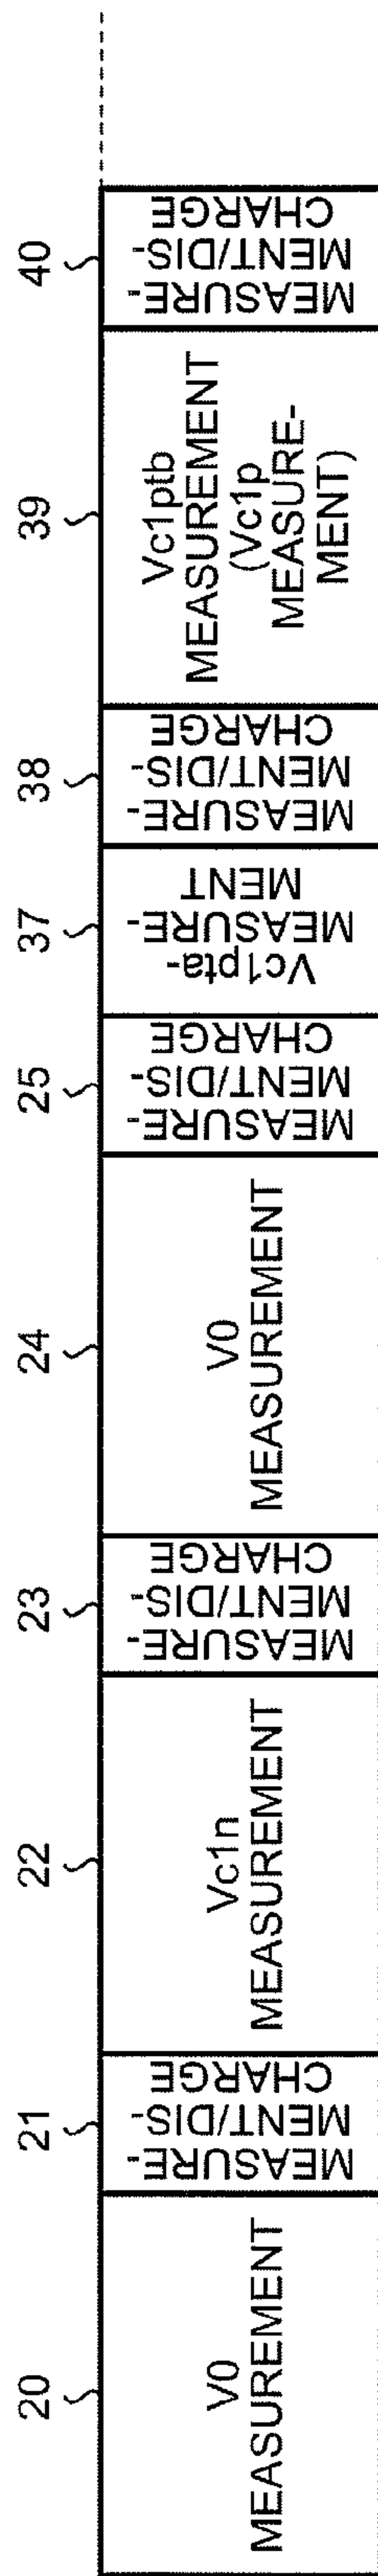 20
V0
MEASUREMENT
21
MEASURE-
MENT/DIS-
CHARGE
22
Vc1n
MEASUREMENT
23
MEASURE-
MENT/DIS-
CHARGE
24
V0
MEASUREMENT
25
MEASURE-
MENT/DIS-
CHARGE
37
Vc1pta-
MEASURE-
MENT
38
MEASURE-
MENT/DIS-
CHARGE
39
Vc1ptb
MEASUREMENT
(Vc1p
MEASURE-
MENT)
40
MEASURE-
MENT/DIS-
CHARGE